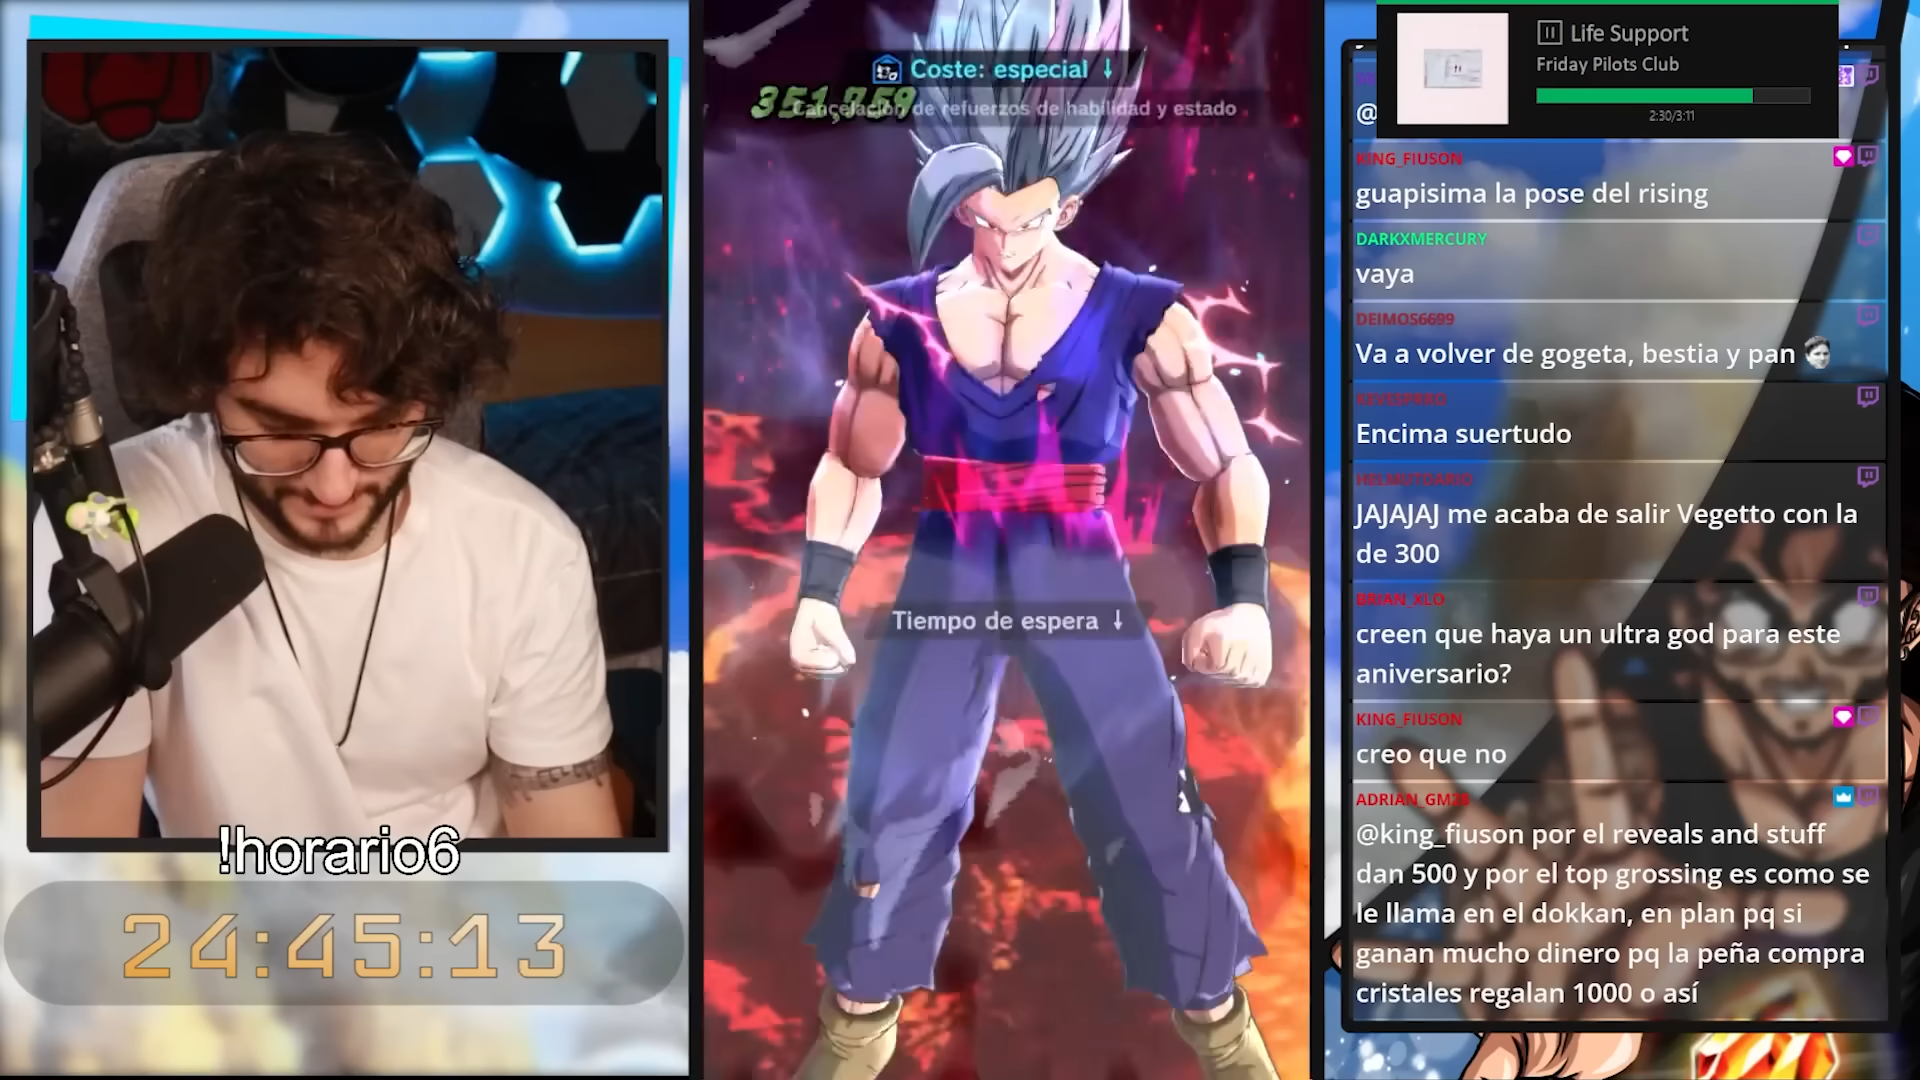 !horario6
24:45:13
Coste: especial ↓
351,959
Cancelación de refuerzos de habilidad y estado
Tiempo de espera ↓
Life Support
Friday Pilots Club
2:30/3:11
@
KING_FIUSON
guapisima la pose del rising
DARKXMERCURY
vaya
DEIMOS6699
Va a volver de gogeta, bestia y pan
Encima suertudo
HELMUTDARIO
JAJAJAJ me acaba de salir Vegetto con la
de 300
BRIAN_XLO
creen que haya un ultra god para este
aniversario?
KING_FIUSON
creo que no
ADRIAN_GM28
@king_fiuson por el reveals and stuff
dan 500 y por el top grossing es como se
le llama en el dokkan, en plan pq si
ganan mucho dinero pq la peña compra
cristales regalan 1000 o así